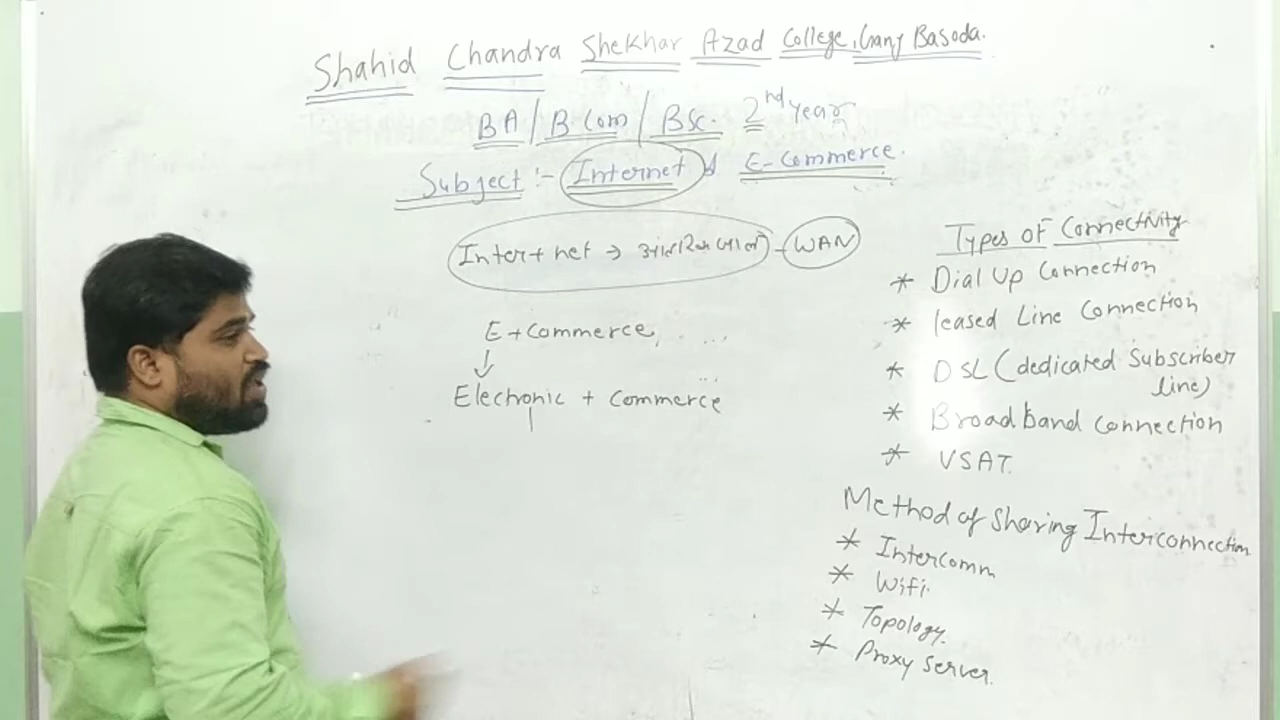 Shahid Chandra Shekhar Azad College, Ganj Basoda.
BA / B Com / BSc. 2nd Year
Subject :- Internet & E-Commerce.
Inter + net → - WAN
E + Commerce,
Electronic + Commerce
Types of Connectivity
* Dial Up Connection
* leased Line Connection
* DSL (dedicated Subscriber
line)
* Broadband Connection
* VSAT.
Method of Sharing Interconnection
* Intercomm
* Wifi.
* Topology.
* Proxy Server.